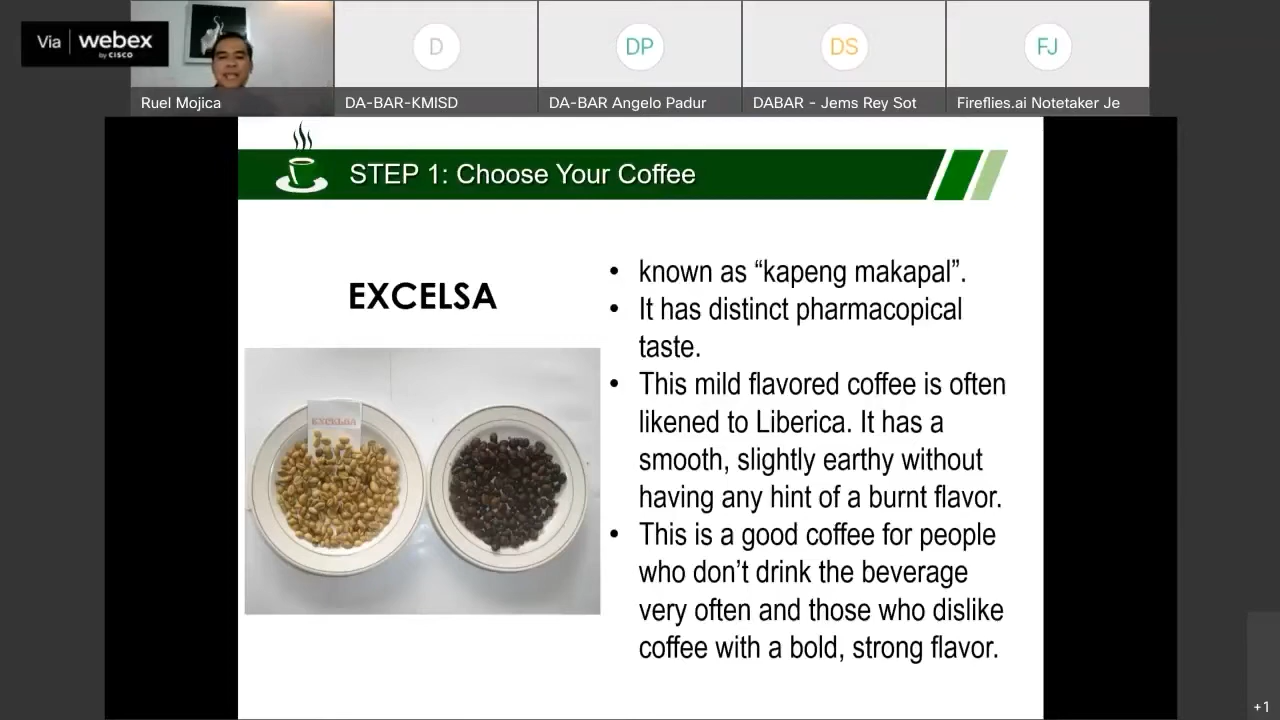 Via webex
by CISCO
Ruel Mojica
DA-BAR-KMISD
DA-BAR Angelo Padur
DABAR - Jems Rey Sot
Fireflies.ai Notetaker Je
D
DP
DS
FJ
STEP 1: Choose Your Coffee
EXCELSA
EXCELSA
• known as “kapeng makapal”.
• It has distinct pharmacopical
taste.
• This mild flavored coffee is often
likened to Liberica. It has a
smooth, slightly earthy without
having any hint of a burnt flavor.
• This is a good coffee for people
who don’t drink the beverage
very often and those who dislike
coffee with a bold, strong flavor.
+1